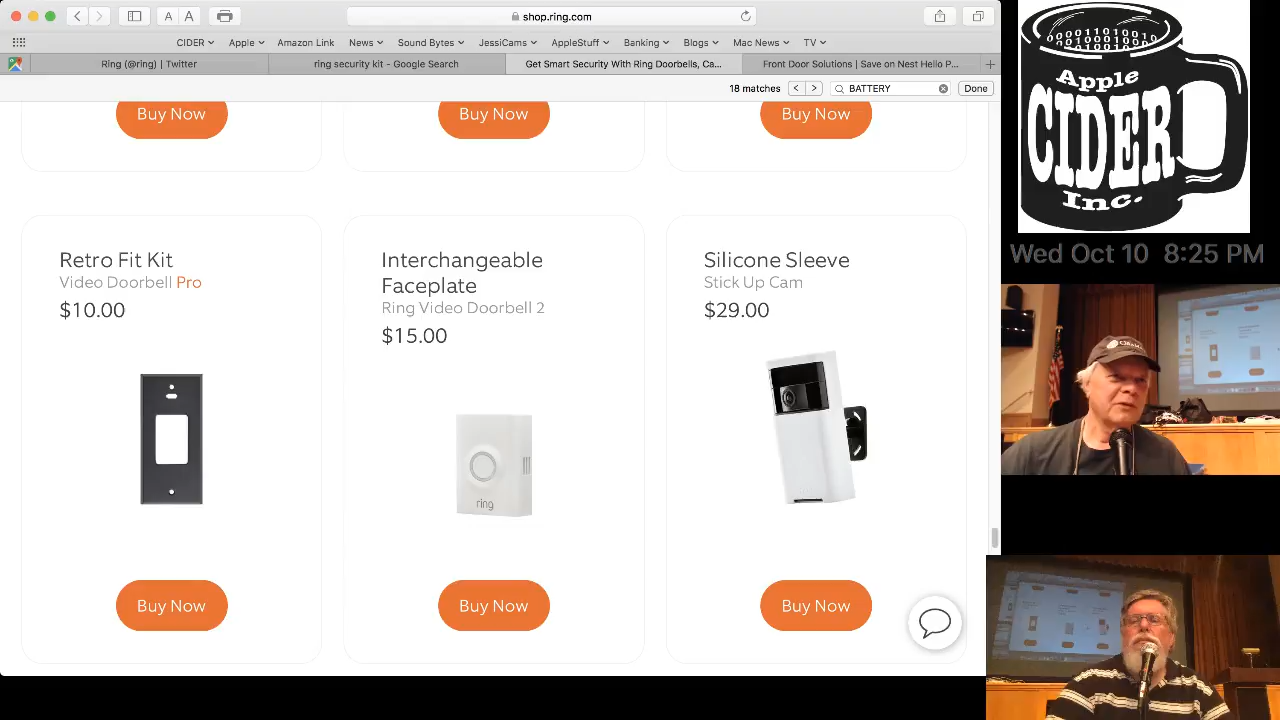 shop.ring.com
A A
CIDER Apple Amazon Link News Sound Bytes JessiCams AppleStuff Banking Blogs Mac News TV
Ring (@ring) | Twitter
ring security kit - Google Search
Get Smart Security With Ring Doorbells, Ca...
Front Door Solutions | Save on Nest Hello P...
18 matches
BATTERY
Done
Buy Now
Buy Now
Buy Now
Retro Fit Kit
Video Doorbell Pro
$10.00
Buy Now
Interchangeable
Faceplate
Ring Video Doorbell 2
$15.00
ring
Buy Now
Silicone Sleeve
Stick Up Cam
$29.00
Buy Now
000011010
010100010100
Apple
CIDER
Inc.
Wed Oct 10 8:25 PM